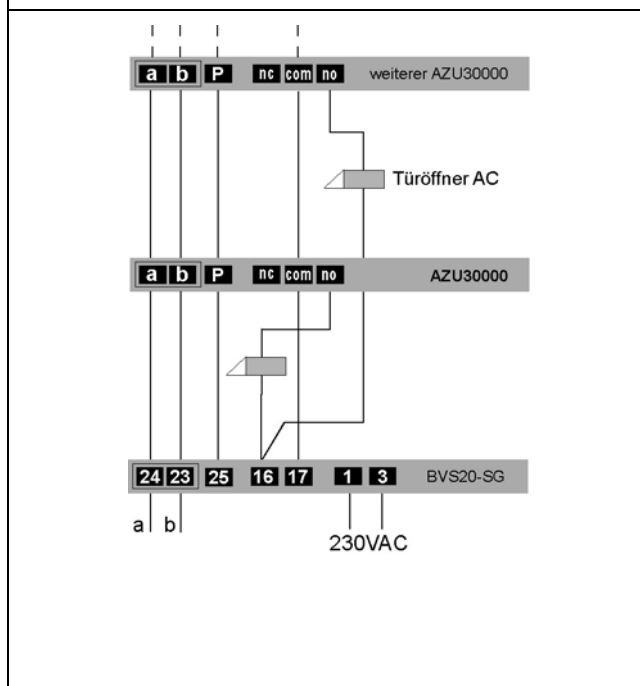 a b P nc com no weiterer AZU30000
Türöffner AC
a b P nc com no AZU30000
24 23 25 16 17 1 3 BVS20-SG
a b
230VAC